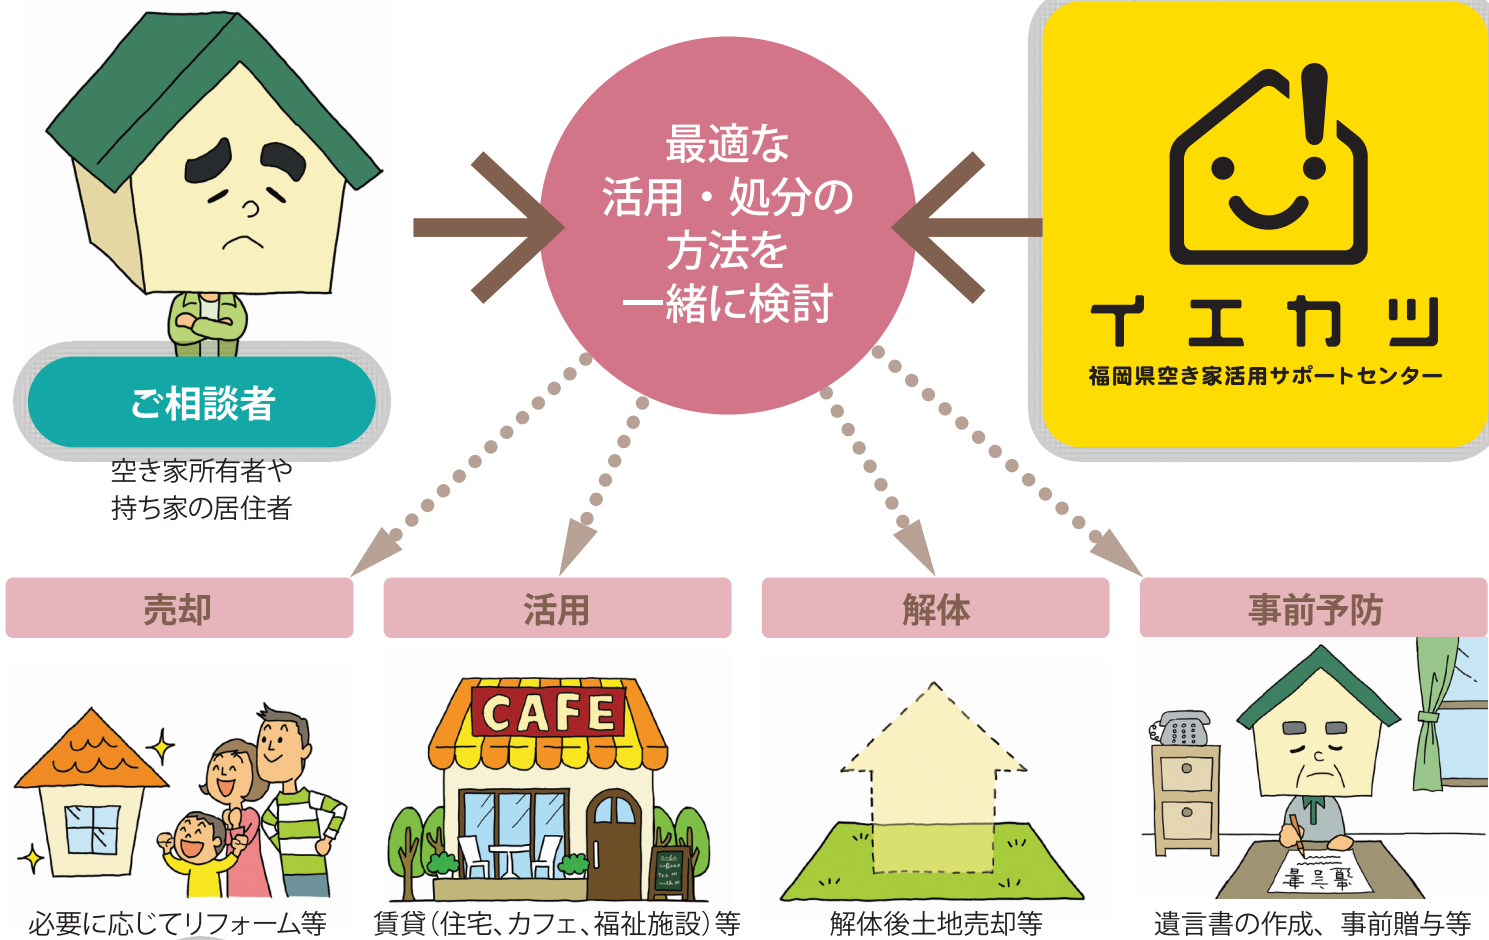 最適な
活用・処分の
方法を
一緒に検討
イエカツ
福岡県空き家活用サポートセンター
ご相談者
空き家所有者や
持ち家の居住者
売却
活用
解体
事前予防
CAFE
遺言書
必要に応じてリフォーム等
賃貸(住宅、カフェ、福祉施設)等
解体後土地売却等
遺言書の作成、事前贈与等